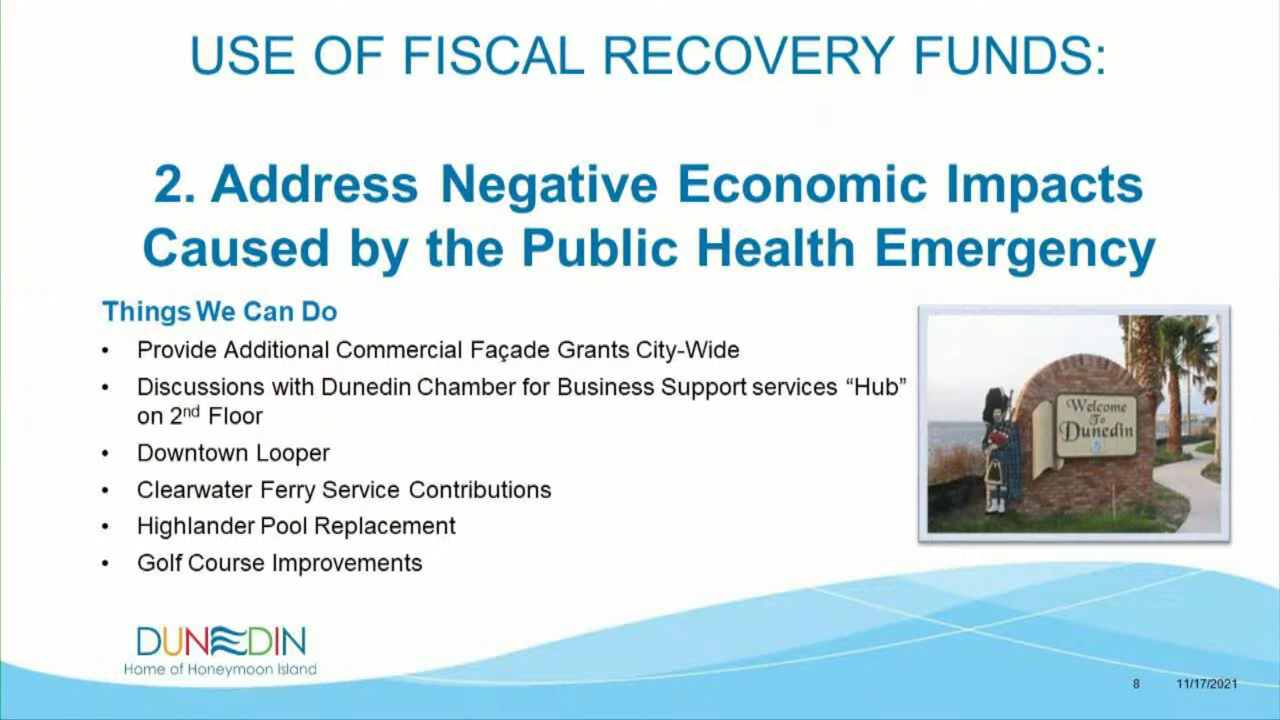 USE OF FISCAL RECOVERY FUNDS:
2. Address Negative Economic Impacts
Caused by the Public Health Emergency
Things We Can Do
• Provide Additional Commercial Façade Grants City-Wide
• Discussions with Dunedin Chamber for Business Support services “Hub”
on 2nd Floor
• Downtown Looper
• Clearwater Ferry Service Contributions
• Highlander Pool Replacement
• Golf Course Improvements
Welcome
To
Dunedin
DUNEDIN
Home of Honeymoon Island
8 11/17/2021